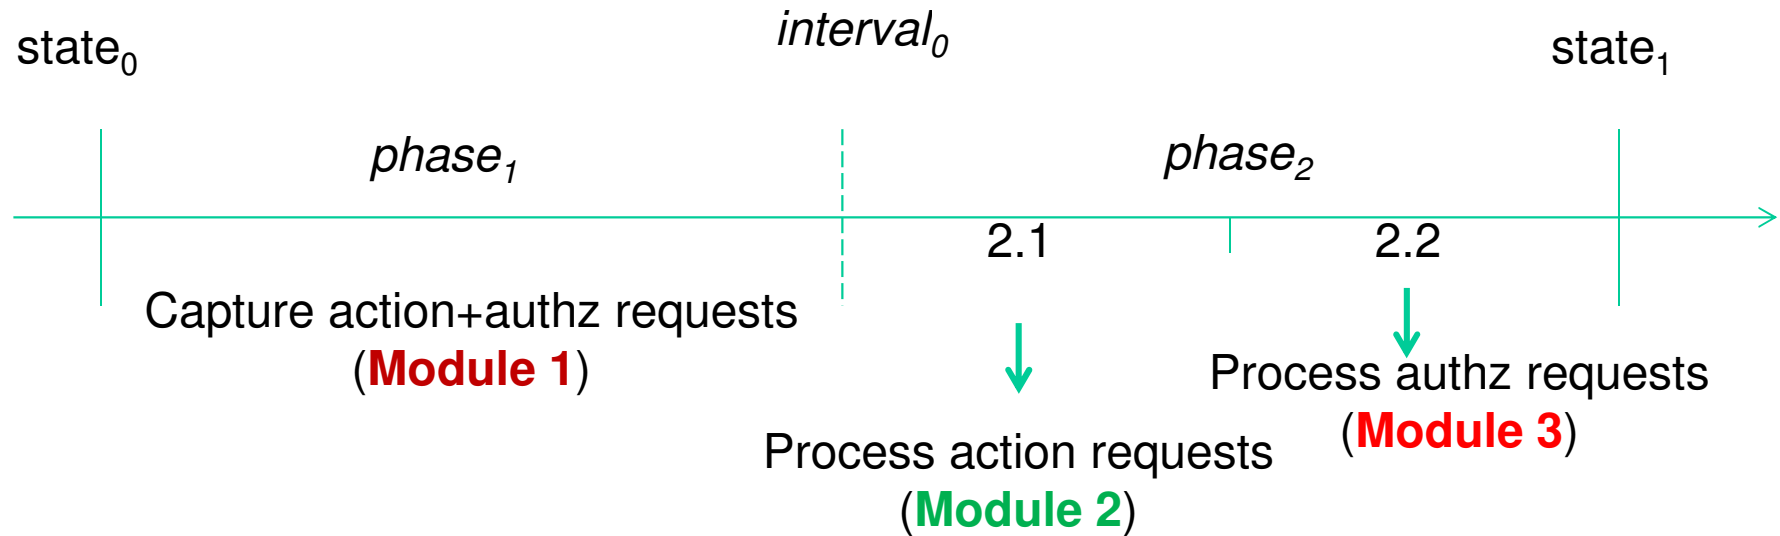 state₀
interval₀
state₁
phase₁
phase₂
2.1
2.2
Capture action+authz requests
(Module 1)
Process action requests
(Module 2)
Process authz requests
(Module 3)